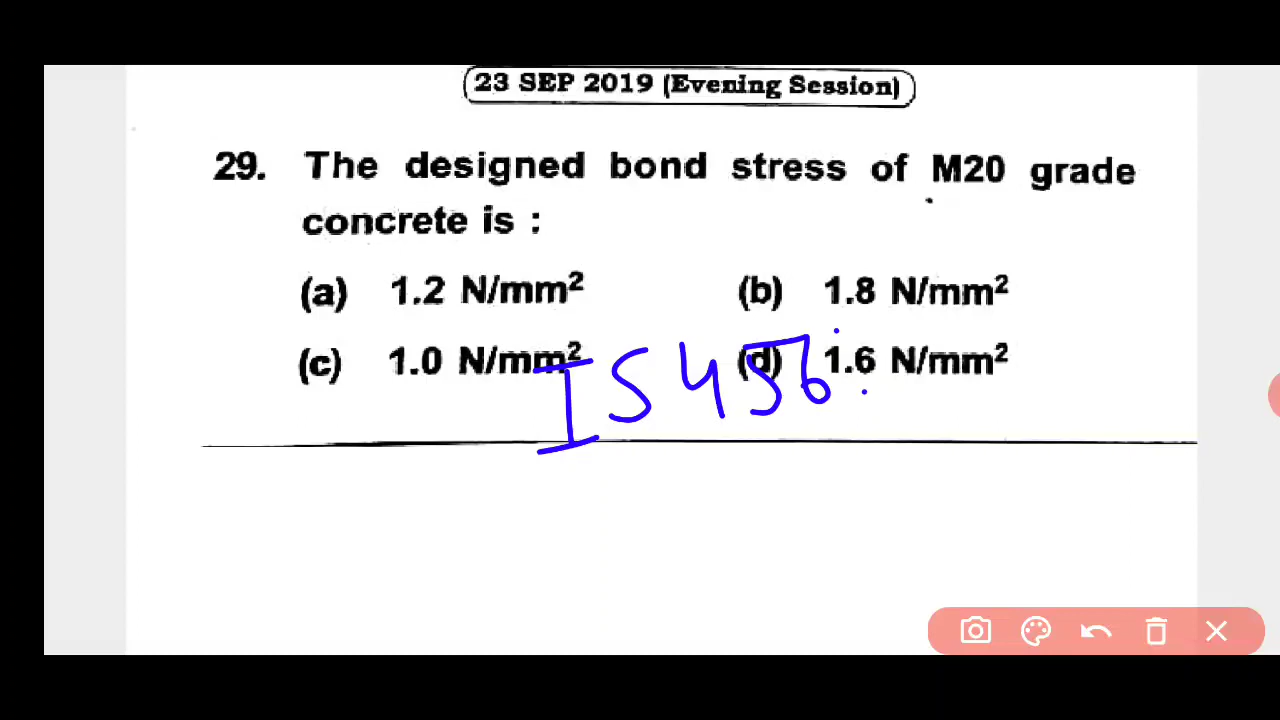 23 SEP 2019 (Evening Session)
29. The designed bond stress of M20 grade
concrete is :
(a) 1.2 N/mm² (b) 1.8 N/mm²
(c) 1.0 N/mm² (d) 1.6 N/mm²
IS 456: